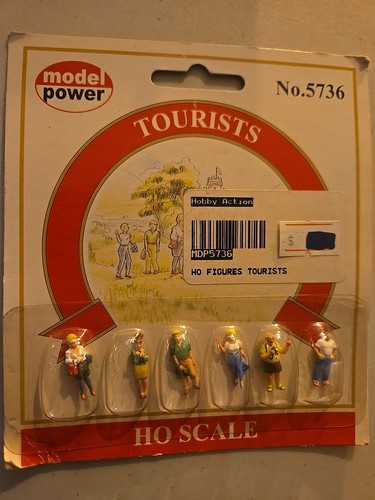 model
power
No.5736
TOURISTS
Hobby Action
MDP5736
$
HO FIGURES TOURISTS
HO SCALE